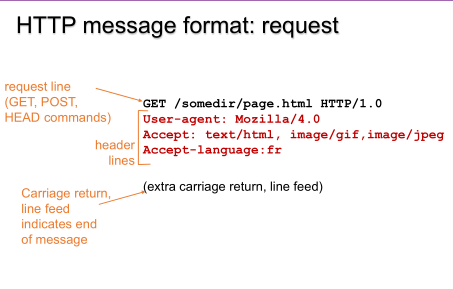 HTTP message format: request
request line
(GET, POST,
HEAD commands)
GET /somedir/page.html HTTP/1.0
User-agent: Mozilla/4.0
Accept: text/html, image/gif,image/jpeg
Accept-language:fr
header
lines
(extra carriage return, line feed)
Carriage return,
line feed
indicates end
of message